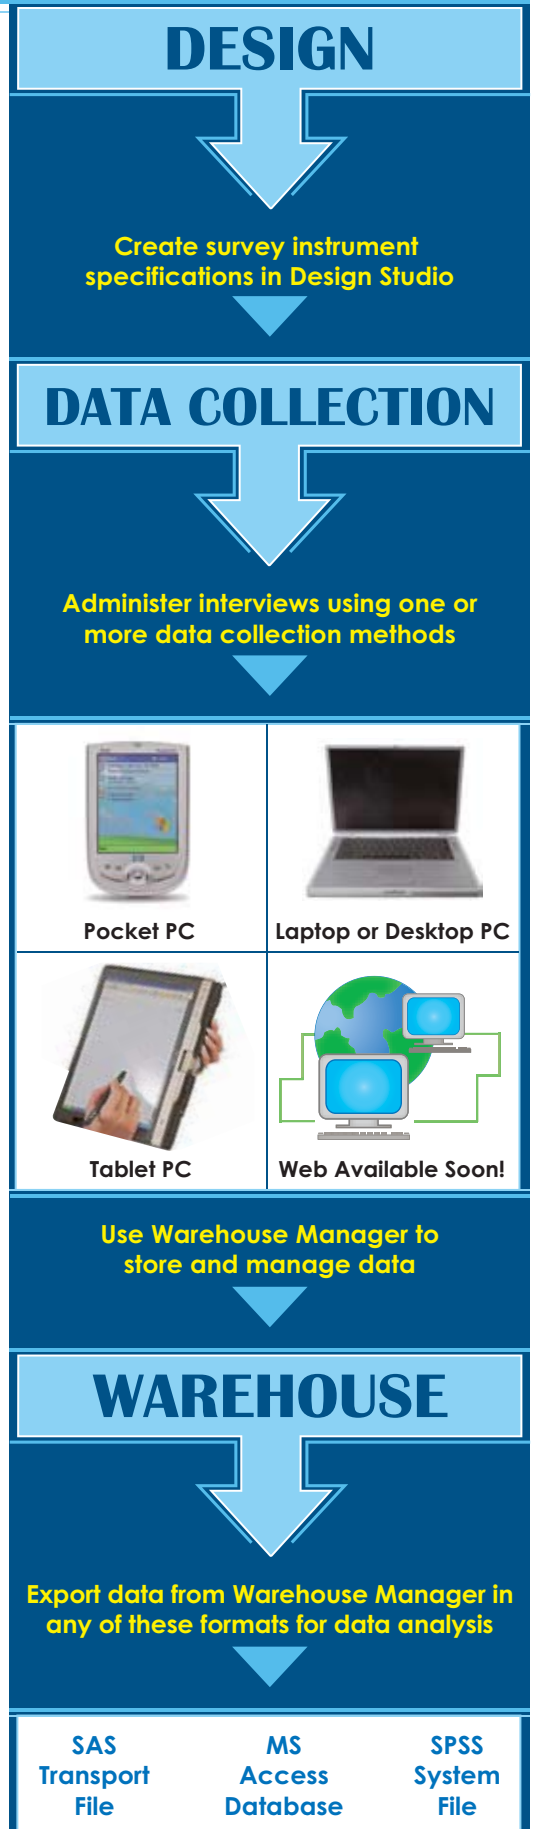 DESIGN
Create survey instrument
specifications in Design Studio
DATA COLLECTION
Administer interviews using one or
more data collection methods
Pocket PC
Laptop or Desktop PC
Tablet PC
Web Available Soon!
Use Warehouse Manager to
store and manage data
WAREHOUSE
Export data from Warehouse Manager in
any of these formats for data analysis
SAS
Transport
File
MS
Access
Database
SPSS
System
File